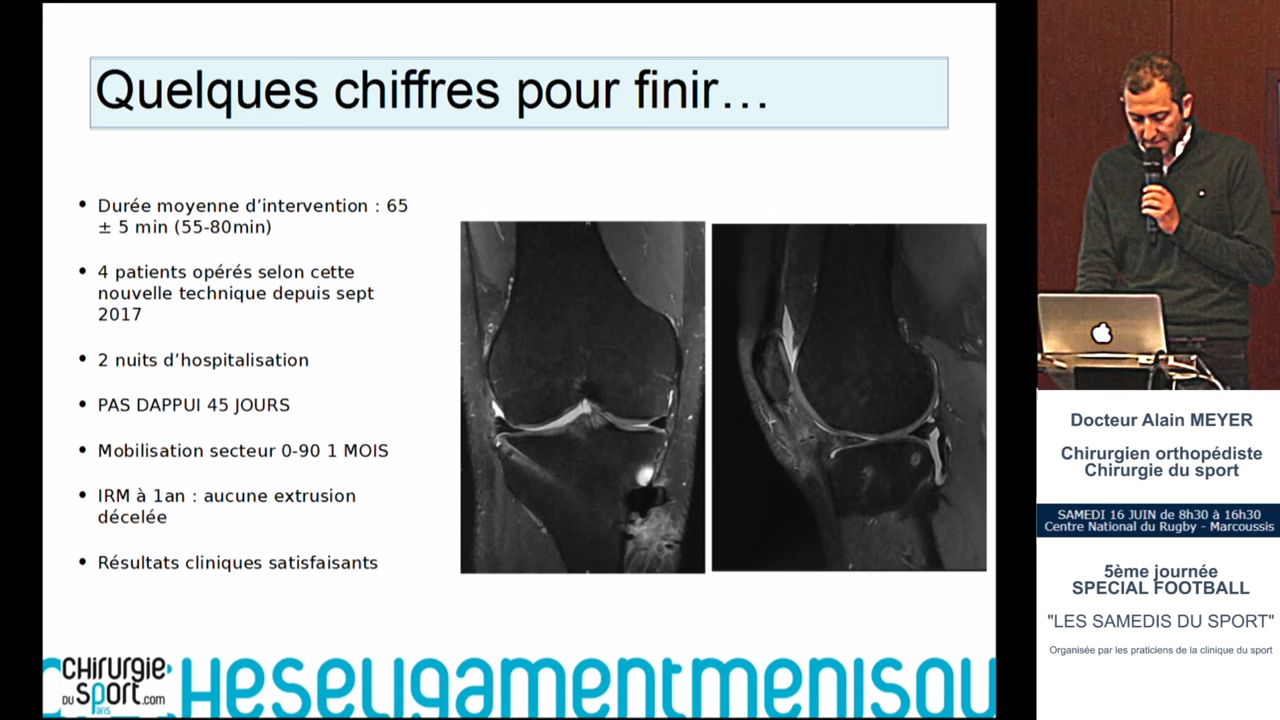 Quelques chiffres pour finir…
• Durée moyenne d’intervention : 65
± 5 min (55-80min)
• 4 patients opérés selon cette
nouvelle technique depuis sept
2017
• 2 nuits d’hospitalisation
• PAS DAPPUI 45 JOURS
• Mobilisation secteur 0-90 1 MOIS
• IRM à 1an : aucune extrusion
décelée
• Résultats cliniques satisfaisants
CHIRURGIE
DU SPORT.com
Paris
HESELIGAMENTMENISQU
Docteur Alain MEYER
Chirurgien orthopédiste
Chirurgie du sport
SAMEDI 16 JUIN de 8h30 à 16h30
Centre National du Rugby - Marcoussis
5ème journée
SPECIAL FOOTBALL
"LES SAMEDIS DU SPORT"
Organisée par les praticiens de la clinique du sport